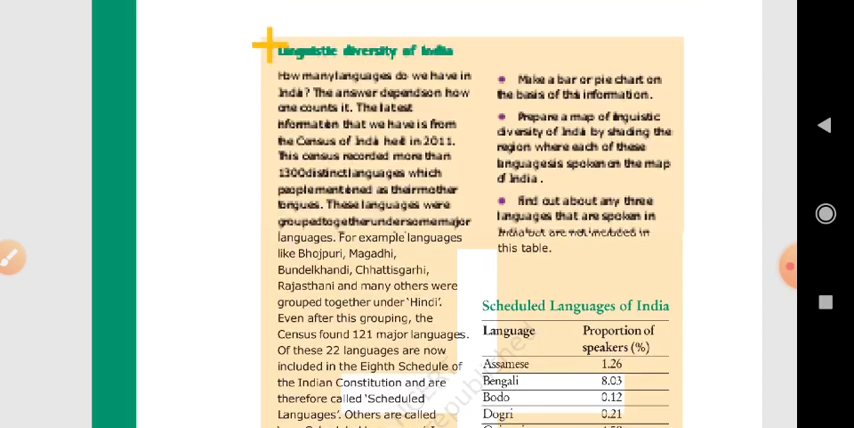 Linguistic diversity of India
How many languages do we have in
India? The answer depends on how
one counts it. The latest
information that we have is from
the Census of India held in 2011.
This census recorded more than
1300 distinct languages which
people mentioned as their mother
tongues. These languages were
grouped together under some major
languages. For example languages
like Bhojpuri, Magadhi,
Bundelkhandi, Chhattisgarhi,
Rajasthani and many others were
grouped together under ‘Hindi’.
Even after this grouping, the
Census found 121 major languages.
Of these 22 languages are now
included in the Eighth Schedule of
the Indian Constitution and are
therefore called ‘Scheduled
Languages’. Others are called
● Make a bar or pie chart on
the basis of this information.
● Prepare a map of linguistic
diversity of India by shading the
region where each of these
languages is spoken on the map
of India.
● Find out about any three
languages that are spoken in
India but are not included in
this table.
Scheduled Languages of India
Language Proportion of
speakers (%)
Assamese 1.26
Bengali 8.03
Bodo 0.12
Dogri 0.21
republished